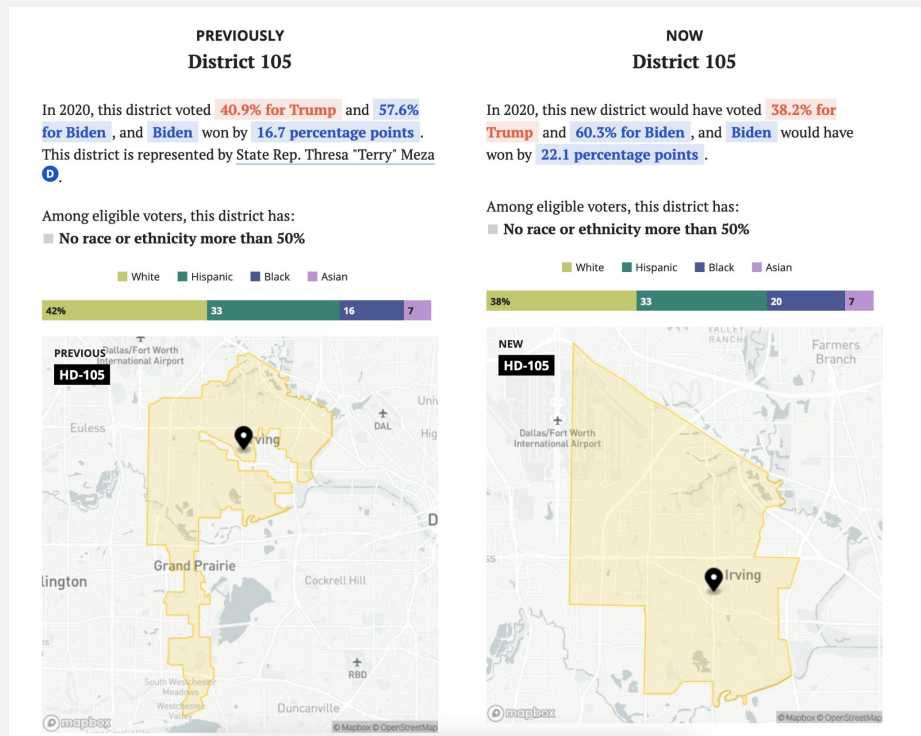 PREVIOUSLY
District 105
In 2020, this district voted 40.9% for Trump and 57.6%
for Biden , and Biden won by 16.7 percentage points .
This district is represented by State Rep. Thresa "Terry" Meza
D .
Among eligible voters, this district has:
No race or ethnicity more than 50%
White Hispanic Black Asian
42% 33 16 7
PREVIOUS
HD-105
Dallas/Fort Worth
International Airport
Euless
Univ
DAL
Hig
ving
D
Grand Prairie
lington
Cockrell Hill
RBD
South Westchester
Meadows
Westchester
Valley
Duncanville
mapbox
© Mapbox © OpenStreetMap
NOW
District 105
In 2020, this new district would have voted 38.2% for
Trump and 60.3% for Biden , and Biden would have
won by 22.1 percentage points .
Among eligible voters, this district has:
No race or ethnicity more than 50%
White Hispanic Black Asian
38% 33 20 7
NEW
HD-105
VALLEY
RANCH
Farmers
Branch
Dallas/Fort Worth
International Airport
ss
Irving
mapbox
© Mapbox © OpenStreetMap